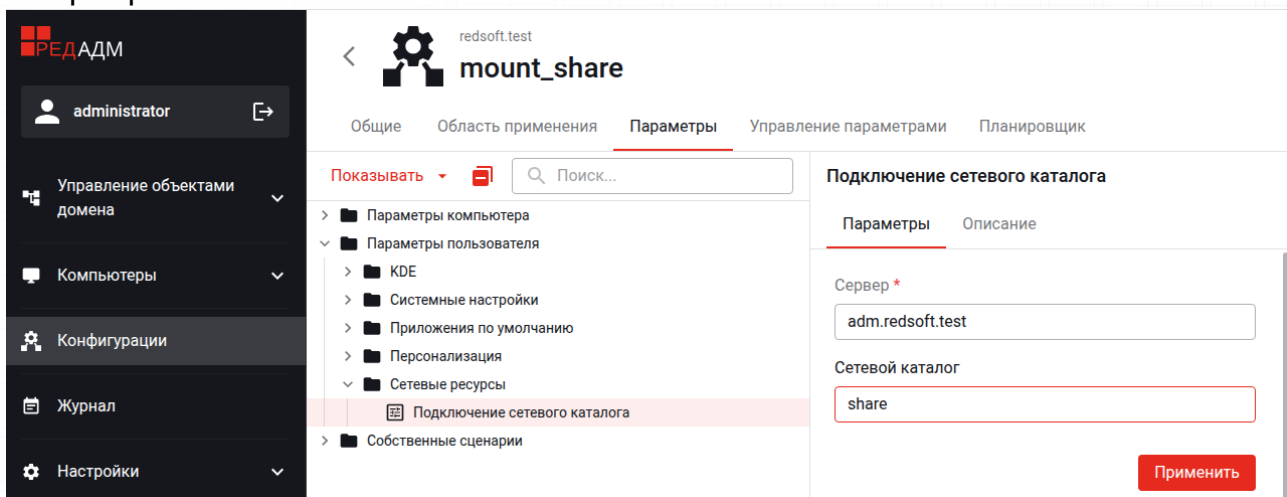 РЕДАДМ
administrator
Управление объектами
домена
Компьютеры
Конфигурации
Журнал
Настройки
redsoft.test
mount_share
Общие
Область применения
Параметры
Управление параметрами
Планировщик
Показывать
Поиск...
Параметры компьютера
Параметры пользователя
KDE
Системные настройки
Приложения по умолчанию
Персонализация
Сетевые ресурсы
Подключение сетевого каталога
Собственные сценарии
Подключение сетевого каталога
Параметры
Описание
Сервер *
adm.redsoft.test
Сетевой каталог
share
Применить